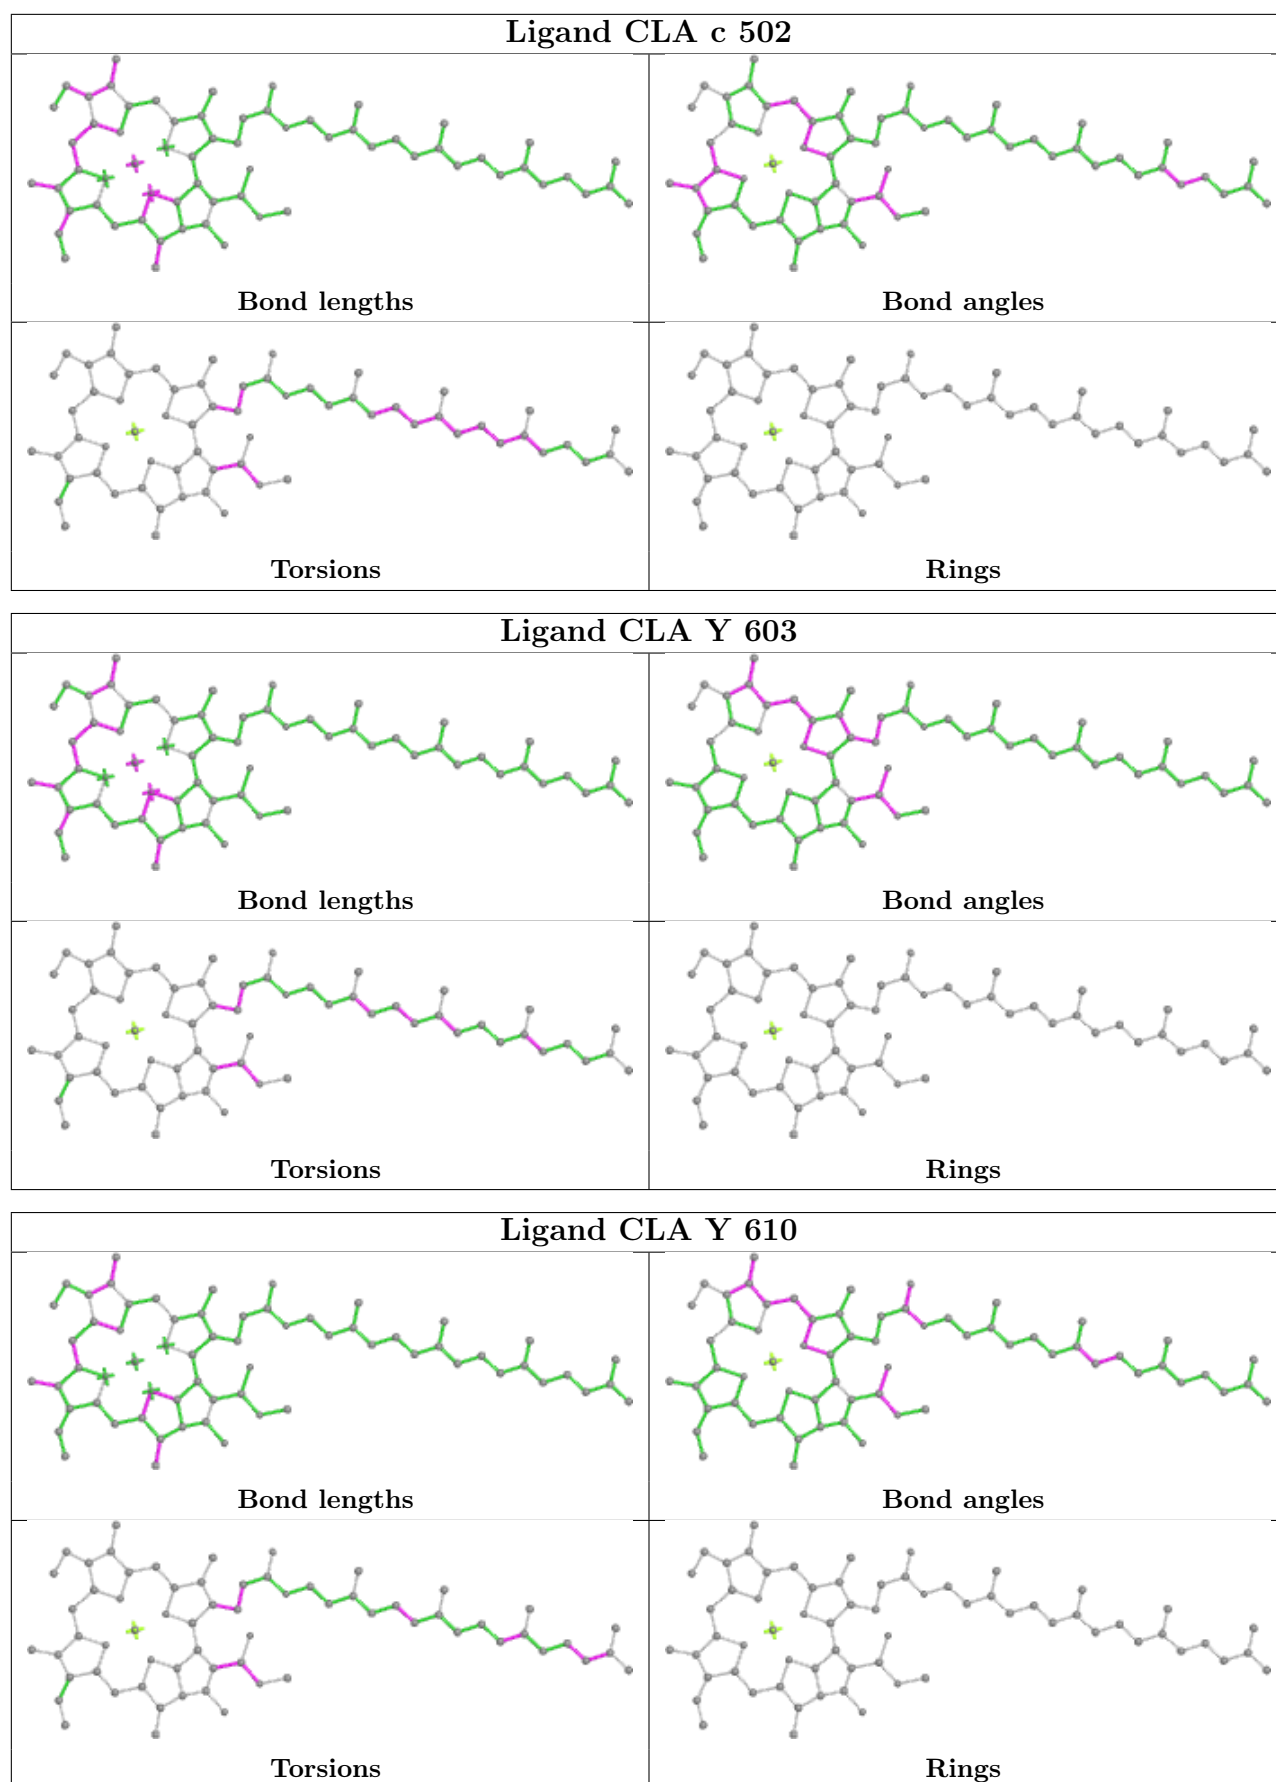 Ligand CLA c 502
Bond lengths
Bond angles
Torsions
Rings
Ligand CLA Y 603
Bond lengths
Bond angles
Torsions
Rings
Ligand CLA Y 610
Bond lengths
Bond angles
Torsions
Rings